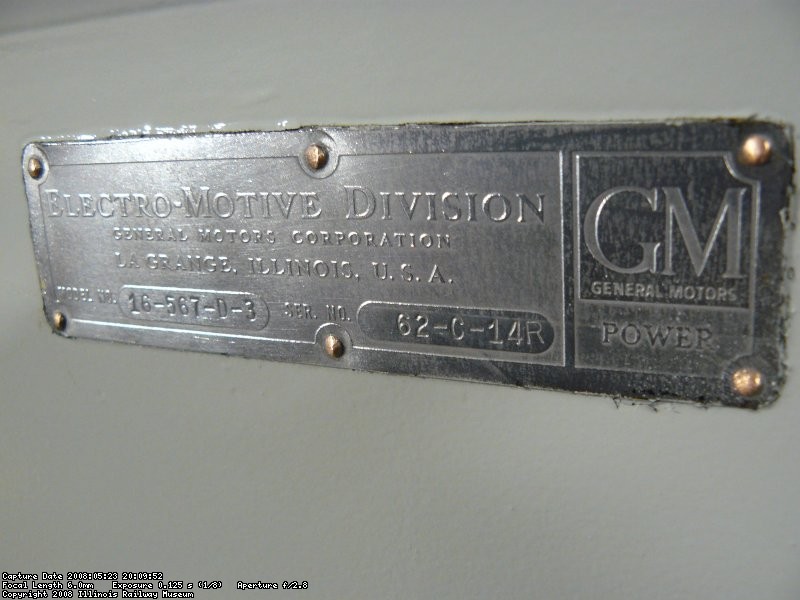 ELECTRO-MOTIVE DIVISION
GENERAL MOTORS CORPORATION
LA GRANGE, ILLINOIS, U.S.A.
MODEL NO. 16-567-D-3 SER. NO. 62-C-14R
GM
GENERAL MOTORS
POWER
Capture Date 2008:05:23 20:09:52
Focal Length 6.0mm Exposure 0.125 s (1/8) Aperture f/2.8
Copyright 2008 Illinois Railway Museum